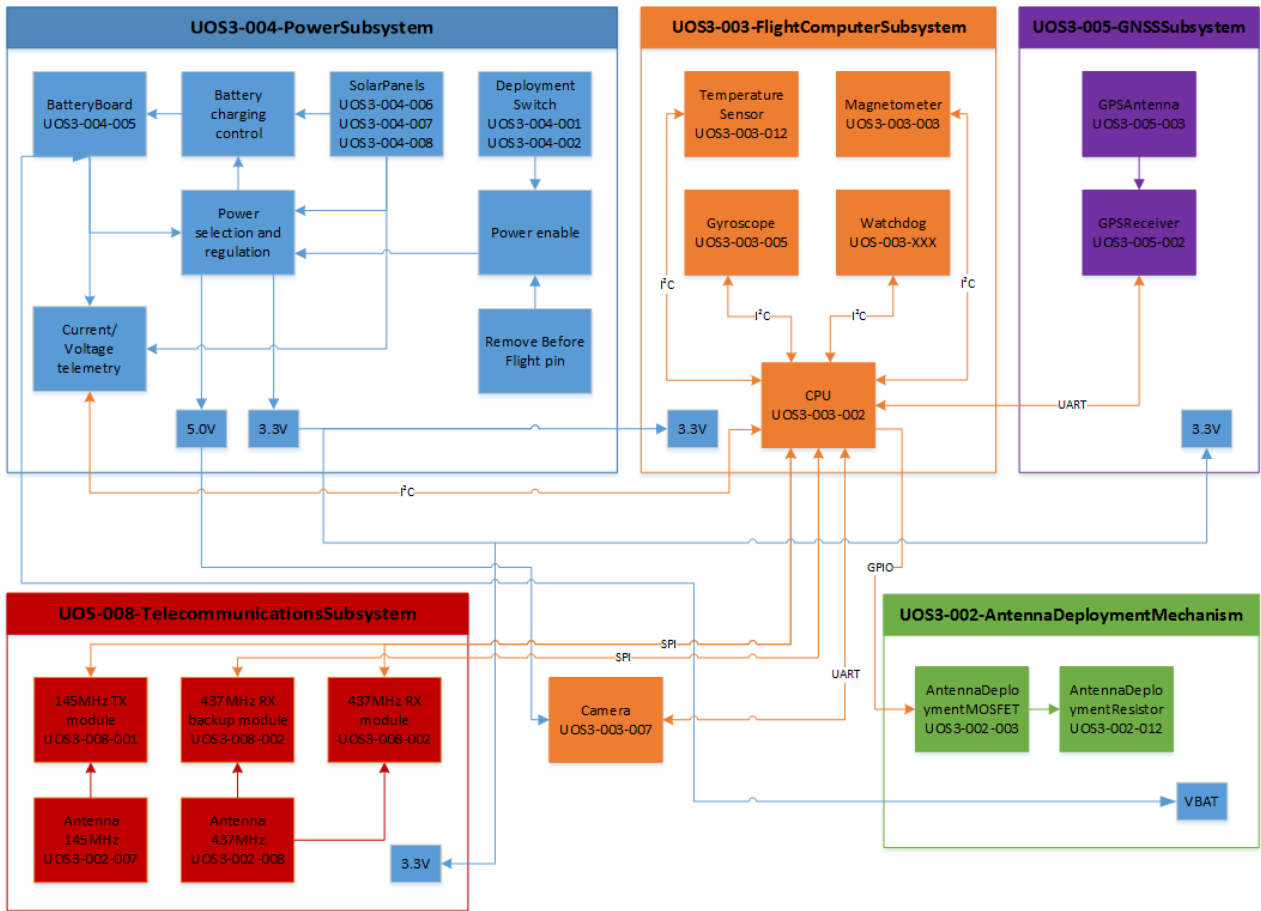 UOS3-004-PowerSubsystem
BatteryBoard
UOS3-004-005
Battery
charging
control
SolarPanels
UOS3-004-006
UOS3-004-007
UOS3-004-008
Deployment
Switch
UOS3-004-001
UOS3-004-002
Power
selection and
regulation
Power enable
Current/
Voltage
telemetry
Remove Before
Flight pin
5.0V
3.3V
UOS3-003-FlightComputerSubsystem
Temperature
Sensor
UOS3-003-012
Magnetometer
UOS3-003-003
Gyroscope
UOS3-003-005
Watchdog
UOS-003-XXX
I²C
I²C
I²C
I²C
CPU
UOS3-003-002
3.3V
UOS3-005-GNSSSubsystem
GPSAntenna
UOS3-005-003
GPSReceiver
UOS3-005-002
UART
3.3V
I²C
GPIO
UOS-008-TelecommunicationsSubsystem
SPI
SPI
UART
145MHz TX
module
UOS3-008-001
437MHz RX
backup module
UOS3-008-002
437MHz RX
module
UOS3-008-002
Antenna
145MHz
UOS3-002-007
Antenna
437MHz
UOS3-002-008
3.3V
Camera
UOS3-003-007
UOS3-002-AntennaDeploymentMechanism
AntennaDeplo
ymentMOSFET
UOS3-002-003
AntennaDeplo
ymentResistor
UOS3-002-012
VBAT